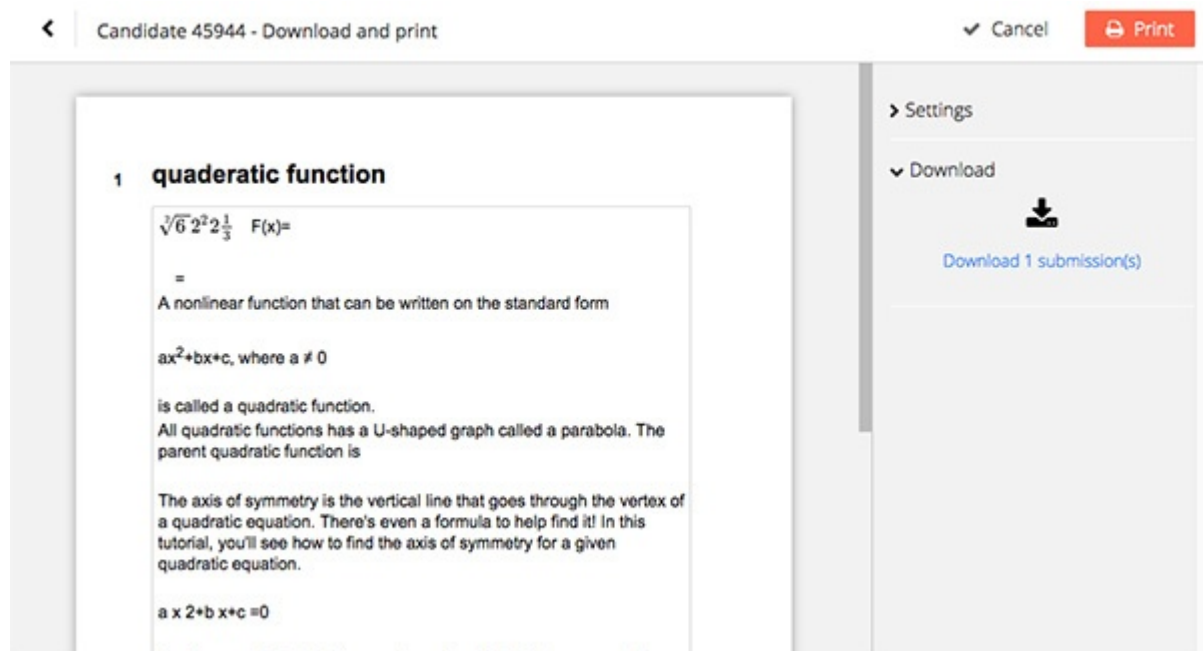 Candidate 45944 - Download and print
Cancel
Print
1 quaderatic function
∛6 2²2⅓ F(x)=
=
A nonlinear function that can be written on the standard form
ax²+bx+c, where a ≠ 0
is called a quadratic function.
All quadratic functions has a U-shaped graph called a parabola. The
parent quadratic function is
The axis of symmetry is the vertical line that goes through the vertex of
a quadratic equation. There's even a formula to help find it! In this
tutorial, you'll see how to find the axis of symmetry for a given
quadratic equation.
a x 2+b x+c =0
Settings
Download
Download 1 submission(s)